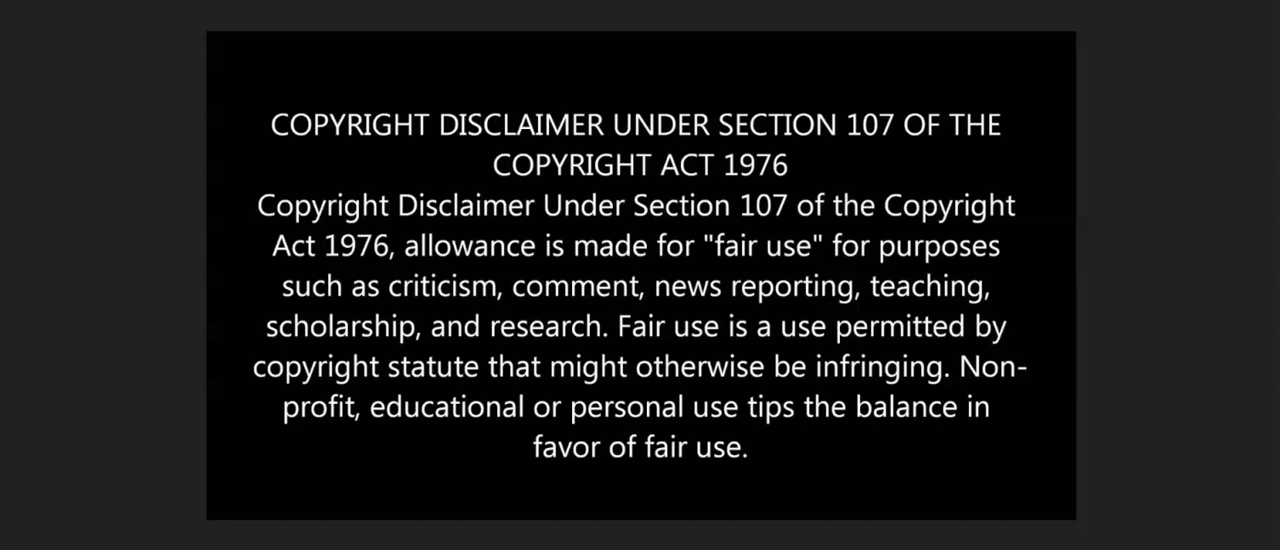 COPYRIGHT DISCLAIMER UNDER SECTION 107 OF THE
COPYRIGHT ACT 1976
Copyright Disclaimer Under Section 107 of the Copyright
Act 1976, allowance is made for "fair use" for purposes
such as criticism, comment, news reporting, teaching,
scholarship, and research. Fair use is a use permitted by
copyright statute that might otherwise be infringing. Non-
profit, educational or personal use tips the balance in
favor of fair use.